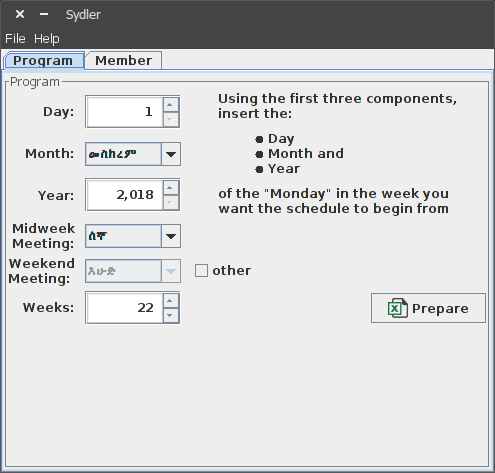 Sydler
File Help
Program Member
Program
Day: 1
Month: መስከረም
Year: 2,018
Midweek Meeting: ሰኞ
Weekend Meeting: እሁድ other
Weeks: 22
Using the first three components,
insert the:
● Day
● Month and
● Year
of the "Monday" in the week you
want the schedule to begin from
Prepare